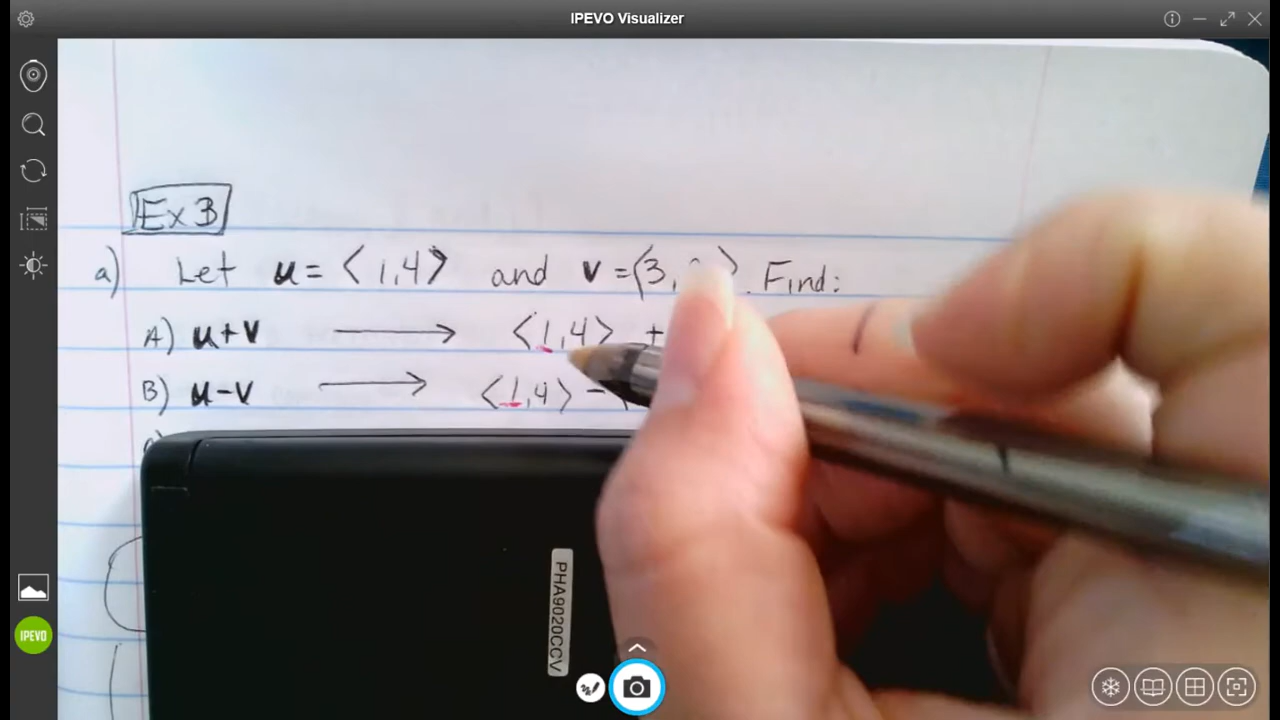 IPEVO Visualizer
Ex 3
a) Let u = ⟨1,4⟩ and v = ⟨3, ⟩. Find:
A) u+v → ⟨1,4⟩ +
B) u-v → ⟨1,4⟩ -
PHA9020CCV
IPEVO